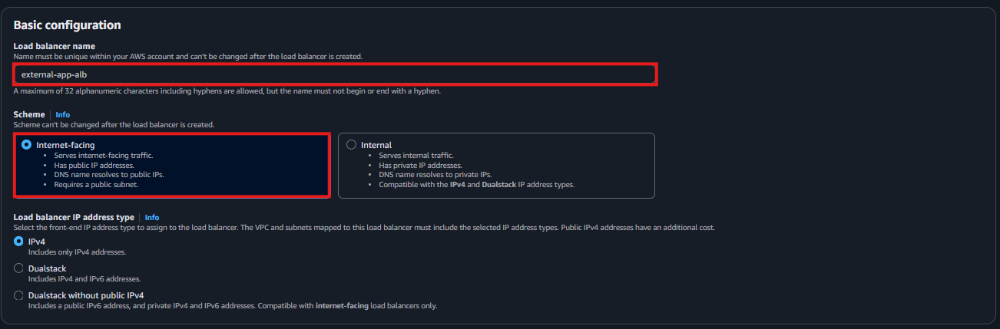 Basic configuration
Load balancer name
Name must be unique within your AWS account and can't be changed after the load balancer is created.
external-app-alb
A maximum of 32 alphanumeric characters including hyphens are allowed, but the name must not begin or end with a hyphen.
Scheme Info
Scheme can't be changed after the load balancer is created.
Internet-facing
• Serves internet-facing traffic.
• Has public IP addresses.
• DNS name resolves to public IPs.
• Requires a public subnet.
Internal
• Serves internal traffic.
• Has private IP addresses.
• DNS name resolves to private IPs.
• Compatible with the IPv4 and Dualstack IP address types.
Load balancer IP address type Info
Select the front-end IP address type to assign to the load balancer. The VPC and subnets mapped to this load balancer must include the selected IP address types. Public IPv4 addresses have an additional cost.
IPv4
Includes only IPv4 addresses.
Dualstack
Includes IPv4 and IPv6 addresses.
Dualstack without public IPv4
Includes a public IPv6 address, and private IPv4 and IPv6 addresses. Compatible with internet-facing load balancers only.